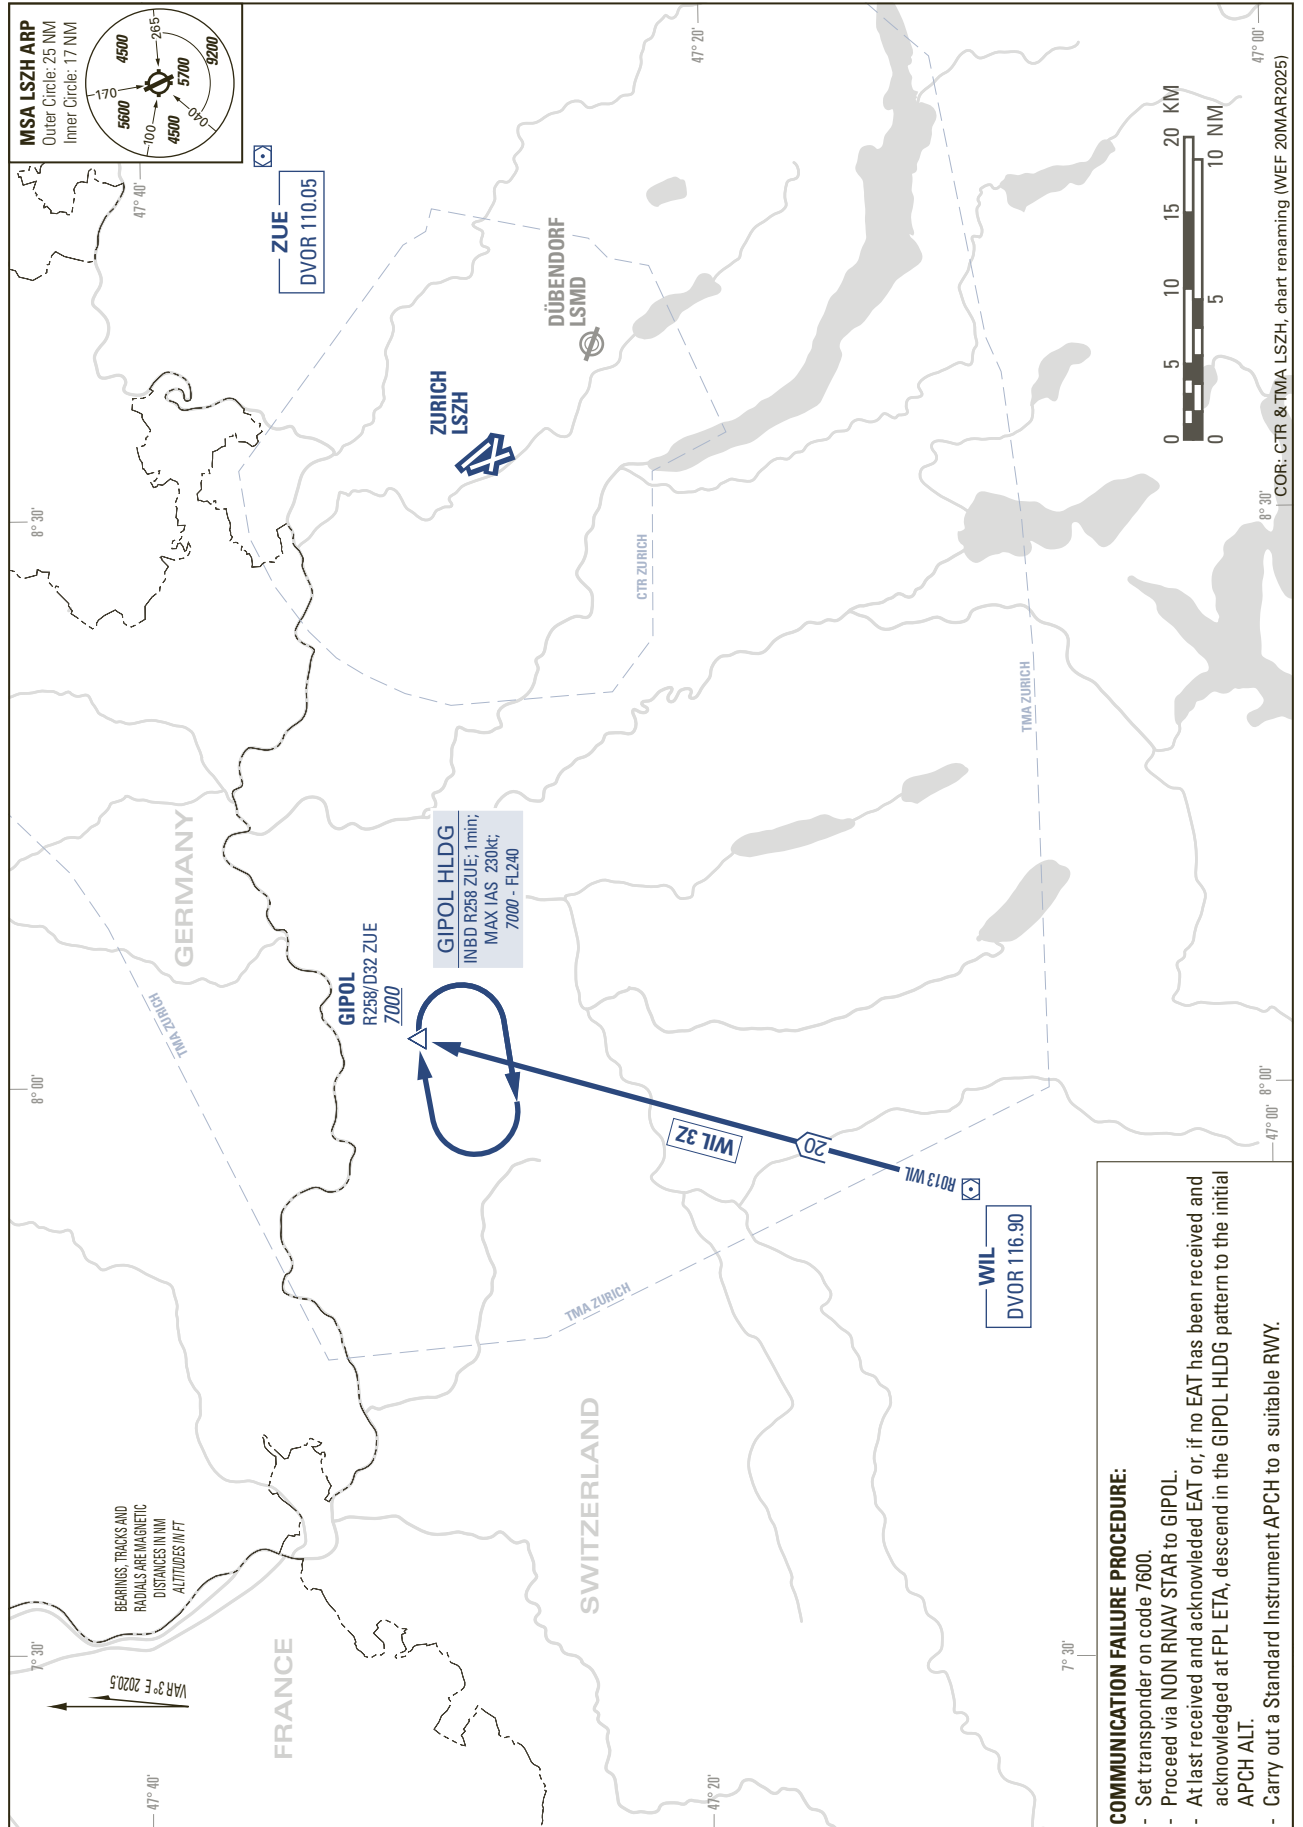 MSA LSZH ARP
Outer Circle: 25 NM
Inner Circle: 17 NM
170
4500
265
5600
5700
9200
100
4500
040
47° 40'
47° 20'
47° 00'
ZUE
DVOR 110.05
DÜBENDORF
LSMD
ZURICH
LSZH
0 5 10 15 20 KM
0 5 10 NM
8° 30'
8° 30'
COR: CTR & TMA LSZH, chart renaming (WEF 20MAR2025)
CTR ZURICH
TMA ZURICH
GERMANY
TMA ZURICH
GIPOL
R258/D32 ZUE
7000
GIPOL HLDG
INBD R258 ZUE; 1min;
MAX IAS 230kt;
7000 - FL240
8° 00'
8° 00'
47° 00'
WIL 3Z
20
R013 WIL
WIL
DVOR 116.90
TMA ZURICH
SWITZERLAND
FRANCE
BEARINGS, TRACKS AND
RADIALS ARE MAGNETIC
DISTANCES IN NM
ALTITUDES IN FT
7° 30'
7° 30'
VAR 3° E 2020.5
47° 40'
47° 20'
COMMUNICATION FAILURE PROCEDURE:
- Set transponder on code 7600.
- Proceed via NON RNAV STAR to GIPOL.
- At last received and acknowleded EAT or, if no EAT has been received and
acknowledged at FPL ETA, descend in the GIPOL HLDG pattern to the initial
APCH ALT.
- Carry out a Standard Instrument APCH to a suitable RWY.